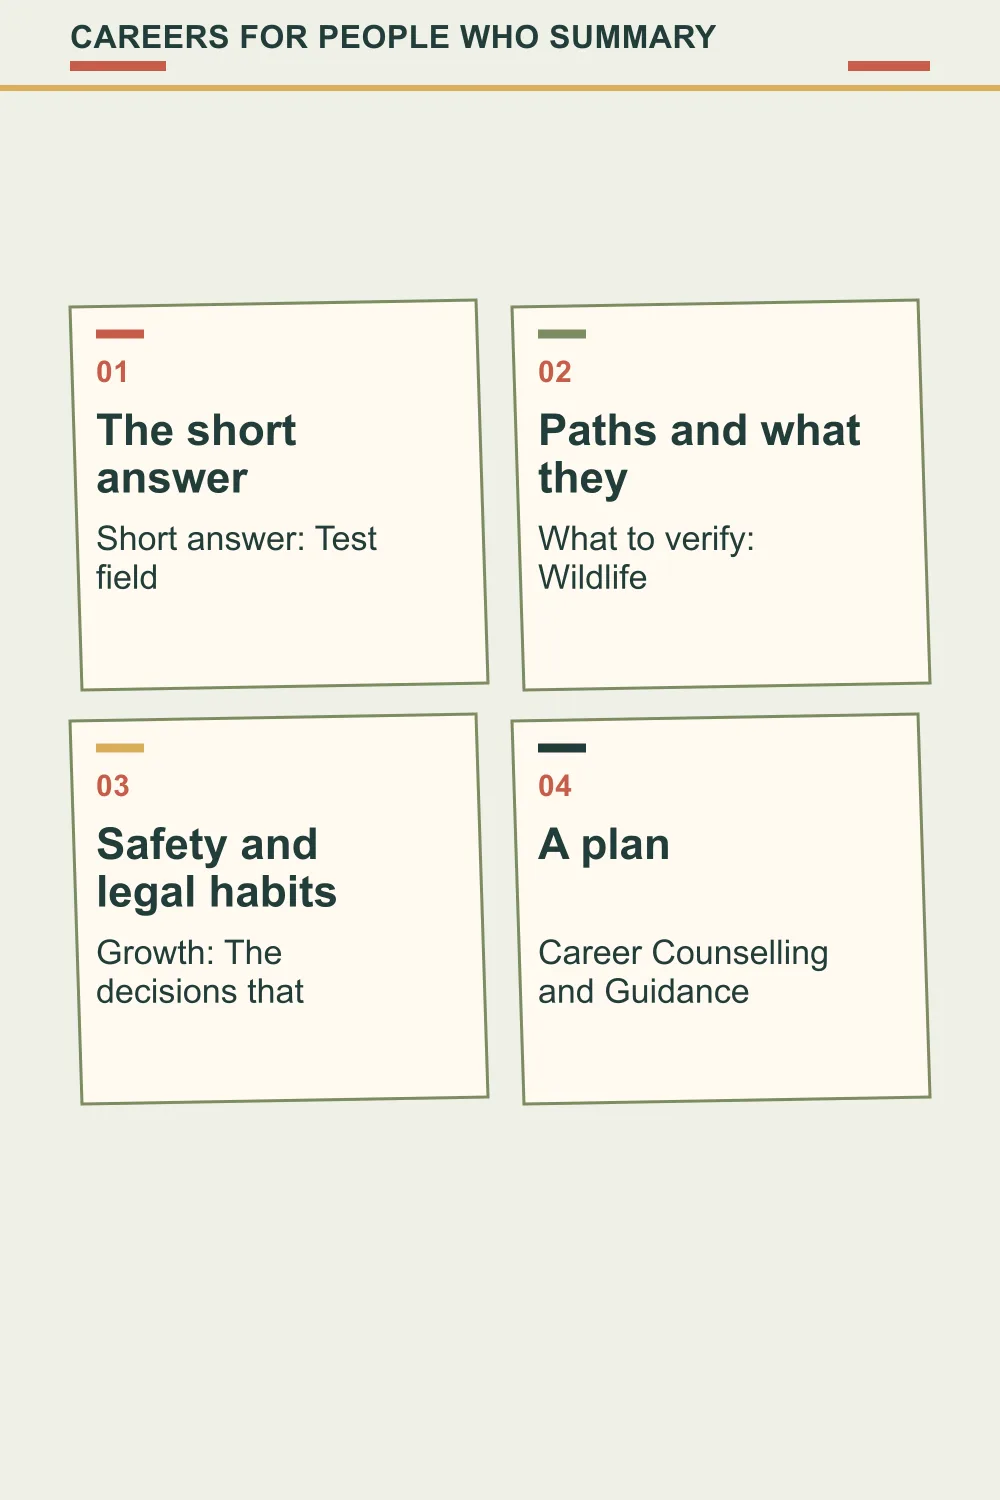 CAREERS FOR PEOPLE WHO SUMMARY
01
The short
answer
Short answer: Test
field
02
Paths and what
they
What to verify:
Wildlife
03
Safety and
legal habits
Growth: The
decisions that
04
A plan
Career Counselling
and Guidance